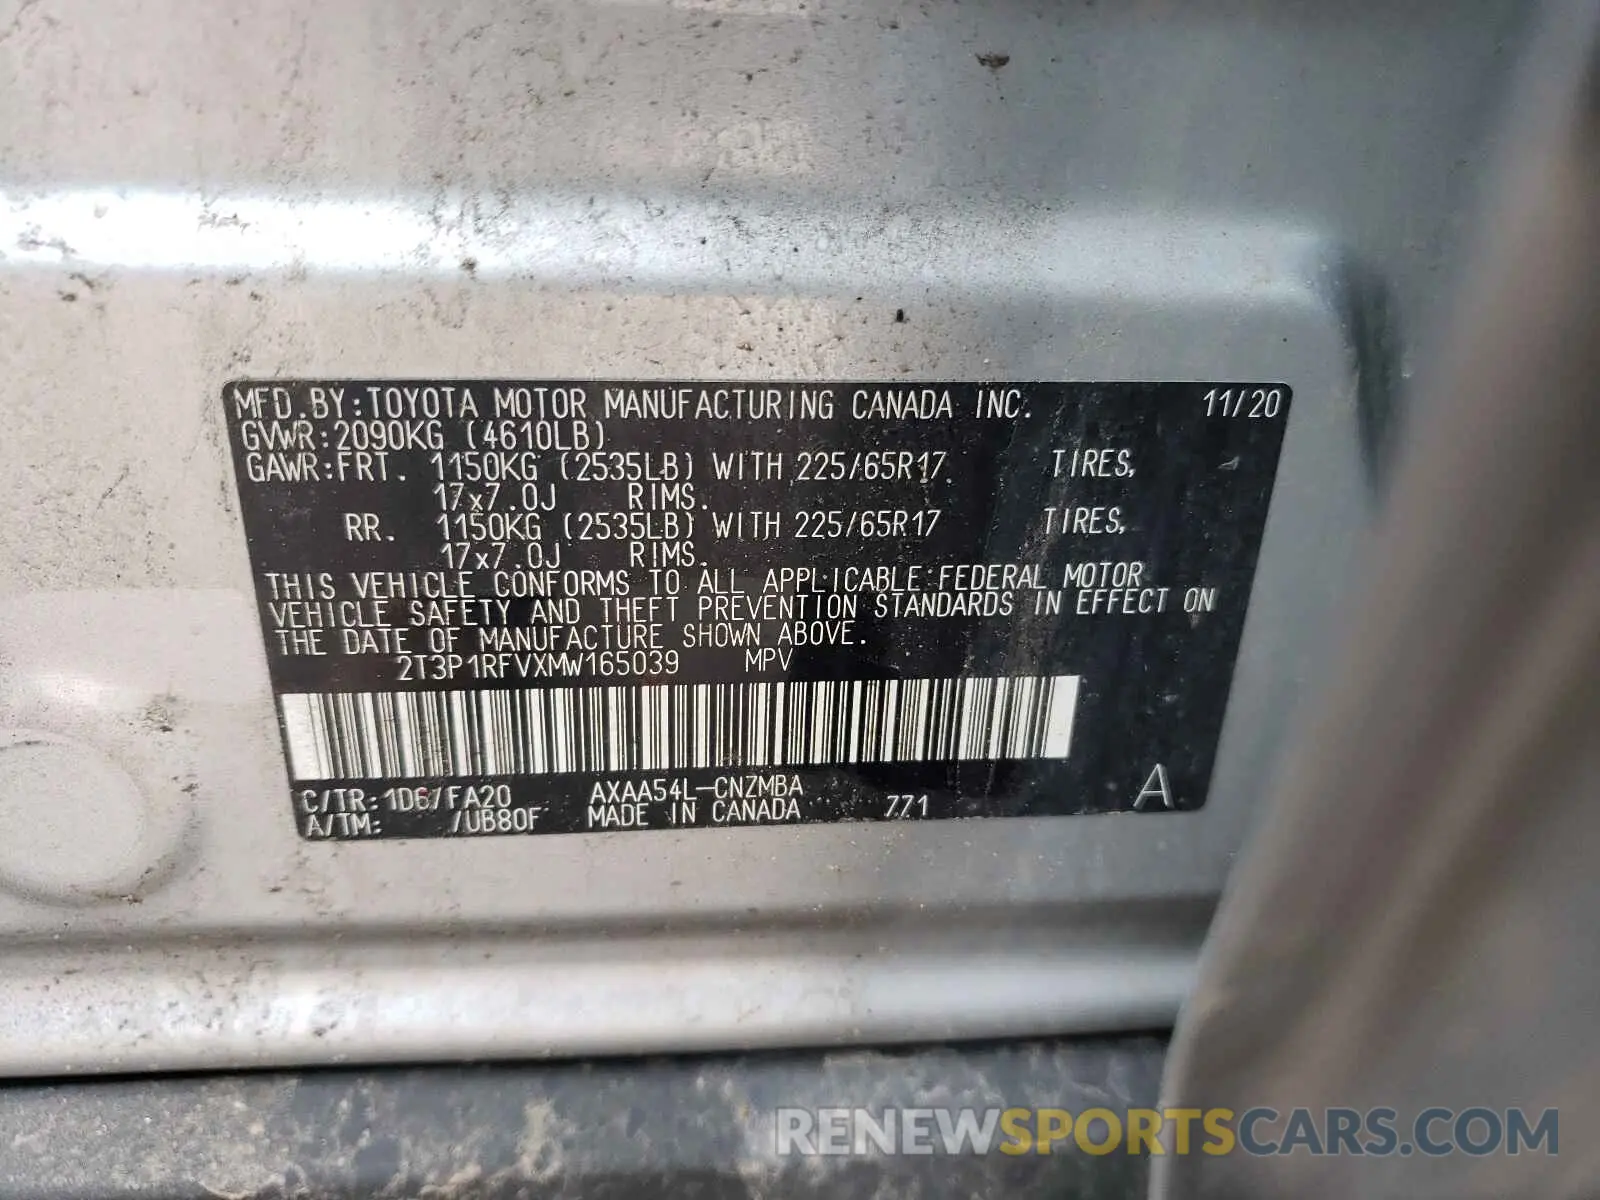 MFD.BY:TOYOTA MOTOR MANUFACTURING CANADA INC. 11/20
GVWR:2090KG (4610LB)
GAWR:FRT. 1150KG (2535LB) WITH 225/65R17 TIRES,
17x7.0J RIMS.
RR. 1150KG (2535LB) WITH 225/65R17 TIRES,
17x7.0J RIMS.
THIS VEHICLE CONFORMS TO ALL APPLICABLE FEDERAL MOTOR
VEHICLE SAFETY AND THEFT PREVENTION STANDARDS IN EFFECT ON
THE DATE OF MANUFACTURE SHOWN ABOVE.
2T3P1RFVXMW165039 MPV
C/TR:1D6/FA20 AXAA54L-CNZMBA
A/TM: /UB80F MADE IN CANADA 771 A
RENEWSPORTSCARS.COM